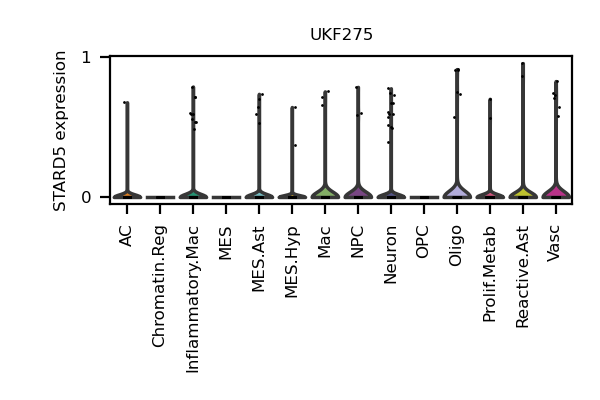 UKF275
STARD5 expression
1
0
AC
Chromatin.Reg
Inflammatory.Mac
MES
MES.Ast
MES.Hyp
Mac
NPC
Neuron
OPC
Oligo
Prolif.Metab
Reactive.Ast
Vasc